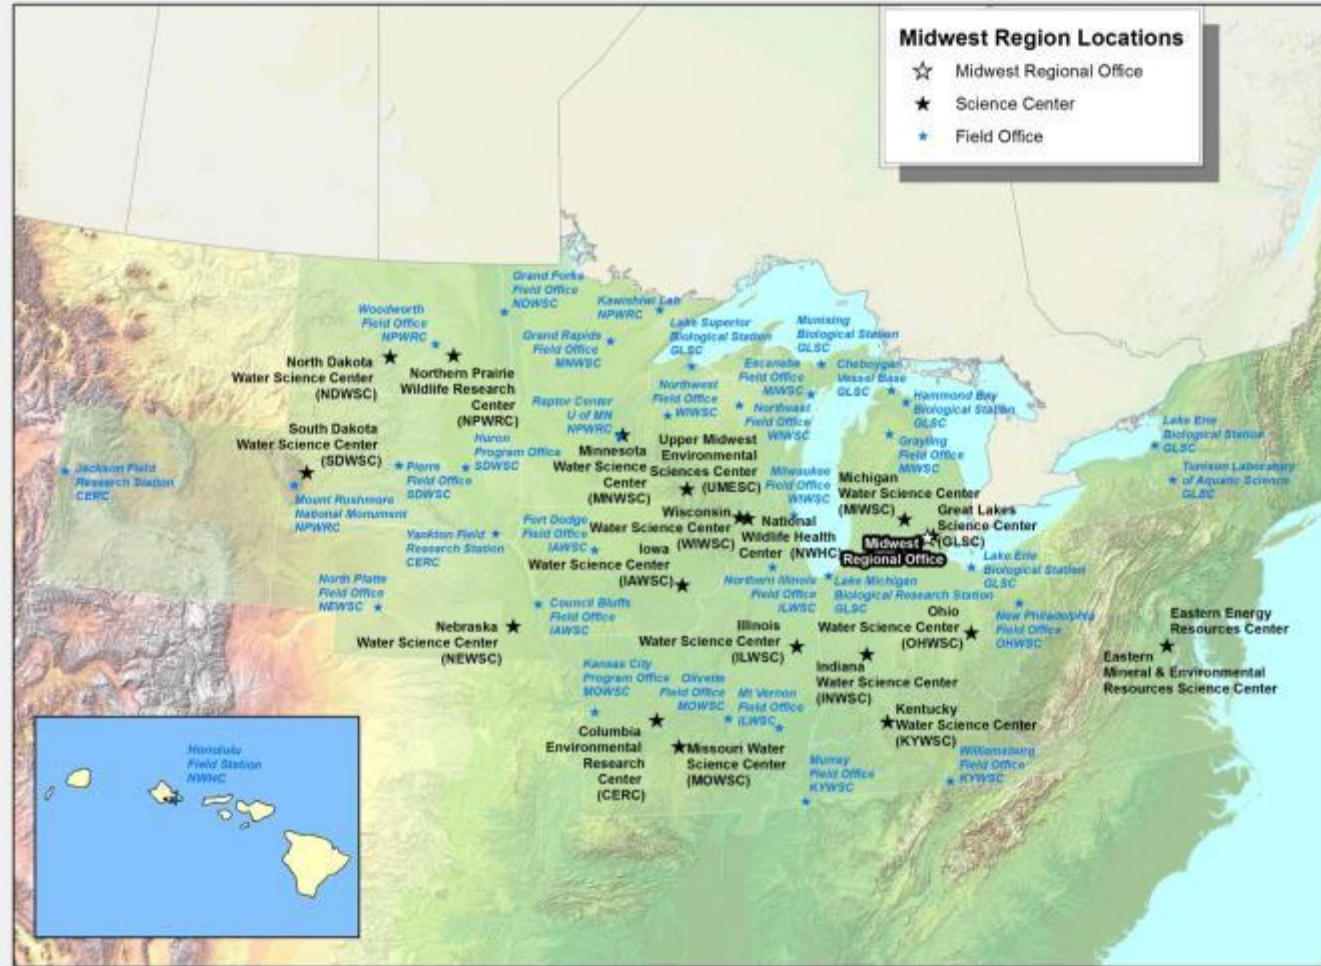 Midwest Region Locations
Midwest Regional Office
Science Center
Field Office
Grand Forks
Field Office
NDWSC
Kawishiwi Lab
NPWRC
Woodworth
Field Office
NPWRC
Grand Rapids
Field Office
MNWSC
Lake Superior
Biological Station
GLSC
Munising
Biological Station
GLSC
North Dakota
Water Science Center
(NDWSC)
Northern Prairie
Wildlife Research
Center
(NPWRC)
Escanaba
Field Office
MIWSC
Cheboygan
Vessel Base
GLSC
Northwest
Field Office
WIWSC
Northeast
Field Office
WIWSC
Hammond Bay
Biological Station
GLSC
Raptor Center
U of MN
NPWRC
South Dakota
Water Science Center
(SDWSC)
Huron
Program Office
SDWSC
Minnesota
Water Science
Center
(MNWSC)
Upper Midwest
Environmental
Sciences Center
(UMESC)
Grayling
Field Office
MIWSC
Lake Erie
Biological Station
GLSC
Tunison Laboratory
of Aquatic Science
GLSC
Jackson Field
Research Station
CERC
Pierre
Field Office
SDWSC
Milwaukee
Field Office
WIWSC
Michigan
Water Science Center
(MIWSC)
Mount Rushmore
National Monument
NPWRC
Great Lakes
Science Center
(GLSC)
Fort Dodge
Field Office
IAWSC
Wisconsin
Water Science Center
(WIWSC)
National
Wildlife Health
Center (NWHC)
Midwest
Regional Office
Yankton Field
Research Station
CERC
Iowa
Water Science Center
(IAWSC)
Lake Erie
Biological Station
GLSC
North Platte
Field Office
NEWSC
Northern Illinois
Field Office
ILWSC
Lake Michigan
Biological Research Station
GLSC
Council Bluffs
Field Office
IAWSC
Ohio
Water Science Center
(OHWSC)
New Philadelphia
Field Office
OHWSC
Eastern Energy
Resources Center
Nebraska
Water Science Center
(NEWSC)
Illinois
Water Science Center
(ILWSC)
Eastern
Mineral & Environmental
Resources Science Center
Kansas City
Program Office
MOWSC
Olivette
Field Office
MOWSC
Mt Vernon
Field Office
ILWSC
Indiana
Water Science Center
(INWSC)
Kentucky
Water Science Center
(KYWSC)
Columbia
Environmental
Research
Center
(CERC)
Missouri Water
Science Center
(MOWSC)
Murray
Field Office
KYWSC
Williamsburg
Field Office
KYWSC
Honolulu
Field Station
NWHC